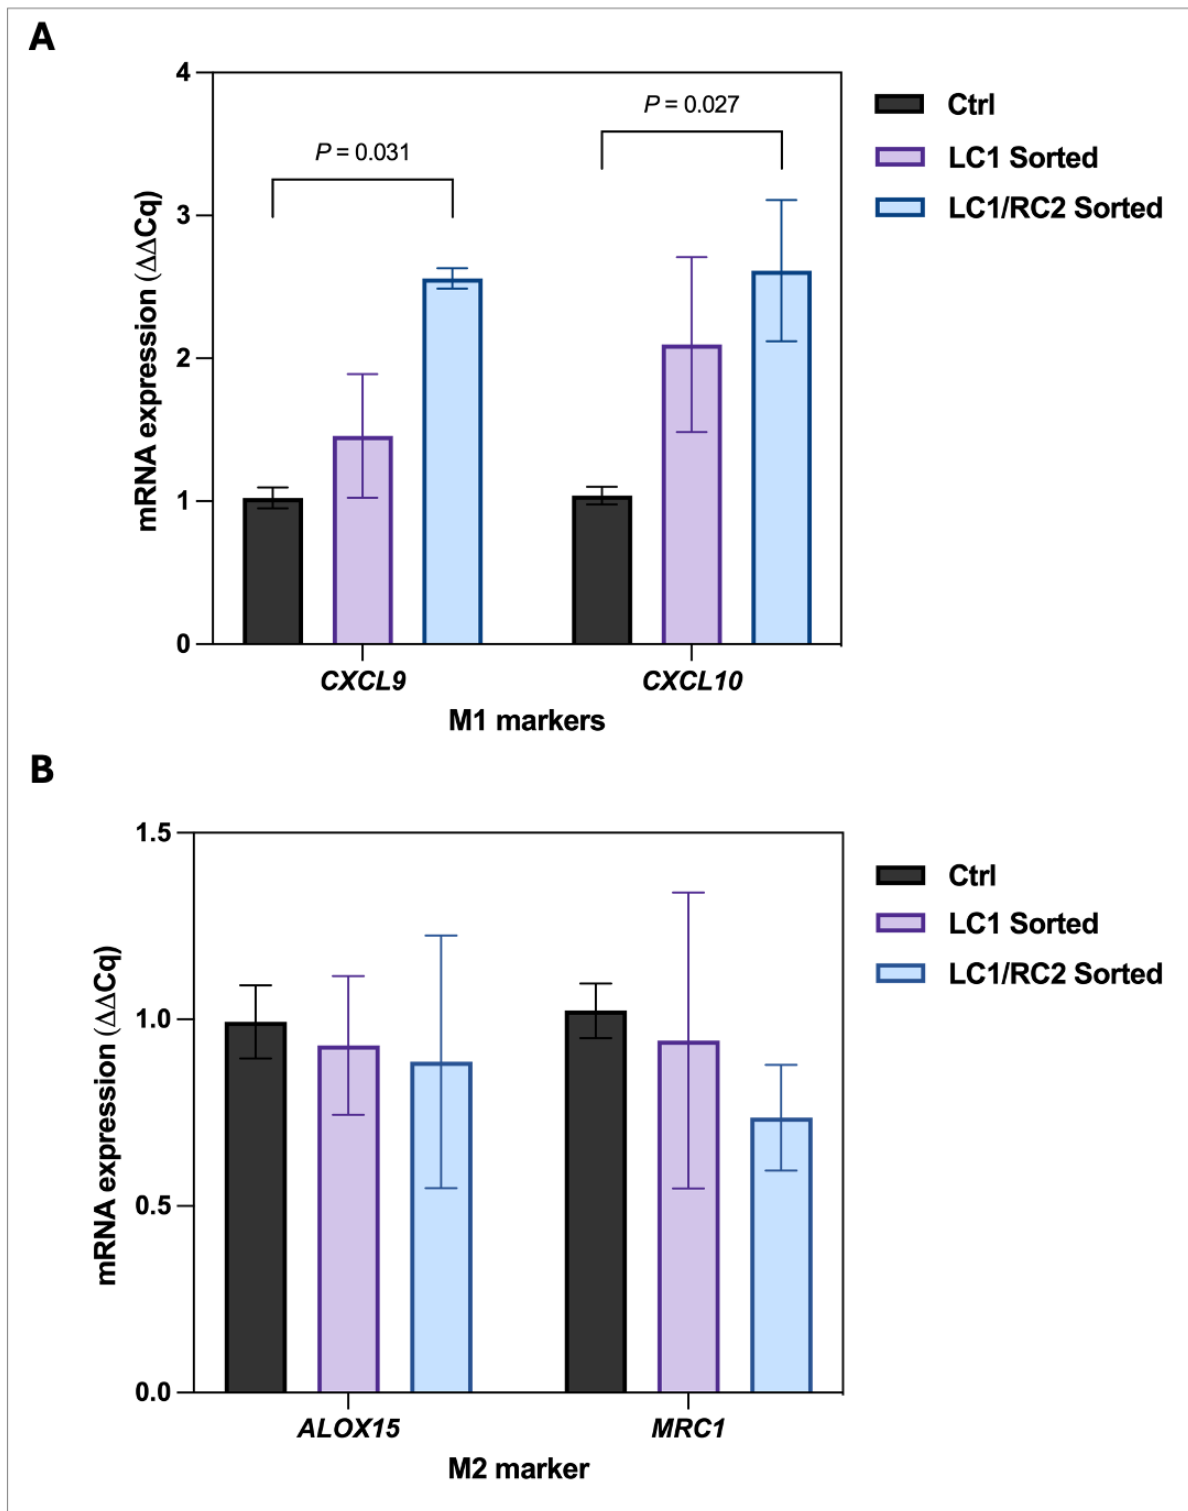 A
4
3
2
1
0
mRNA expression (ΔΔCq)
P = 0.031
P = 0.027
Ctrl
LC1 Sorted
LC1/RC2 Sorted
CXCL9
CXCL10
M1 markers
B
1.5
1.0
0.5
0.0
mRNA expression (ΔΔCq)
Ctrl
LC1 Sorted
LC1/RC2 Sorted
ALOX15
MRC1
M2 marker